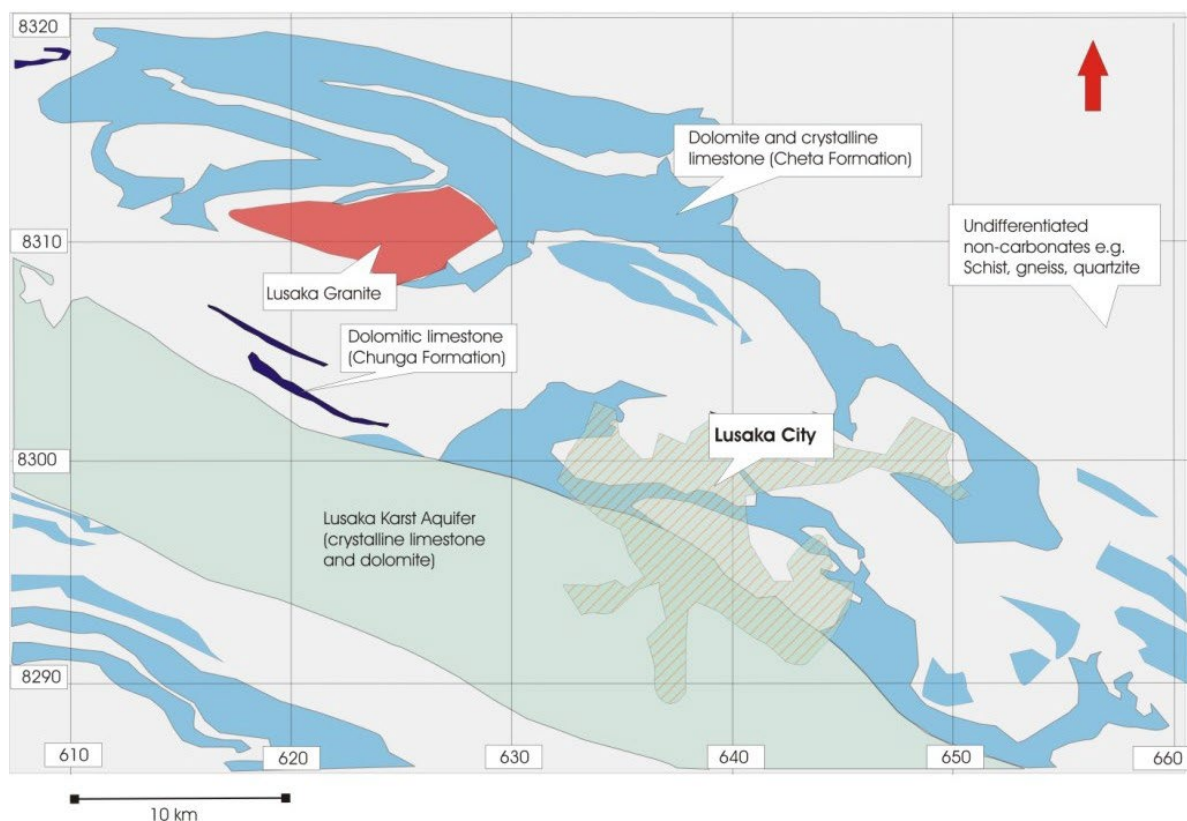 8320
Dolomite and crystalline
limestone (Cheta Formation)
Undifferentiated
non-carbonates e.g.
Schist, gneiss, quartzite
8310
Lusaka Granite
Dolomitic limestone
(Chunga Formation)
Lusaka City
8300
Lusaka Karst Aquifer
(crystalline limestone
and dolomite)
8290
610
620
630
640
650
660
10 km